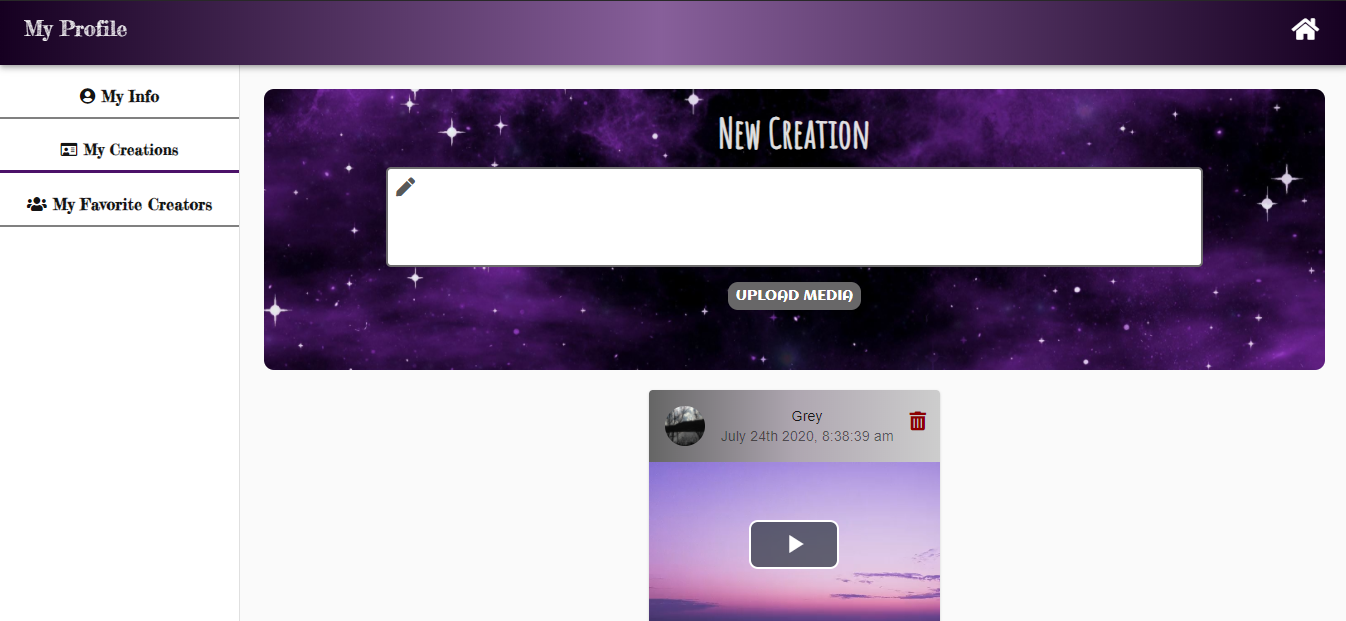 My Profile
My Info
My Creations
My Favorite Creators
New Creation
UPLOAD MEDIA
Grey
July 24th 2020, 8:38:39 am